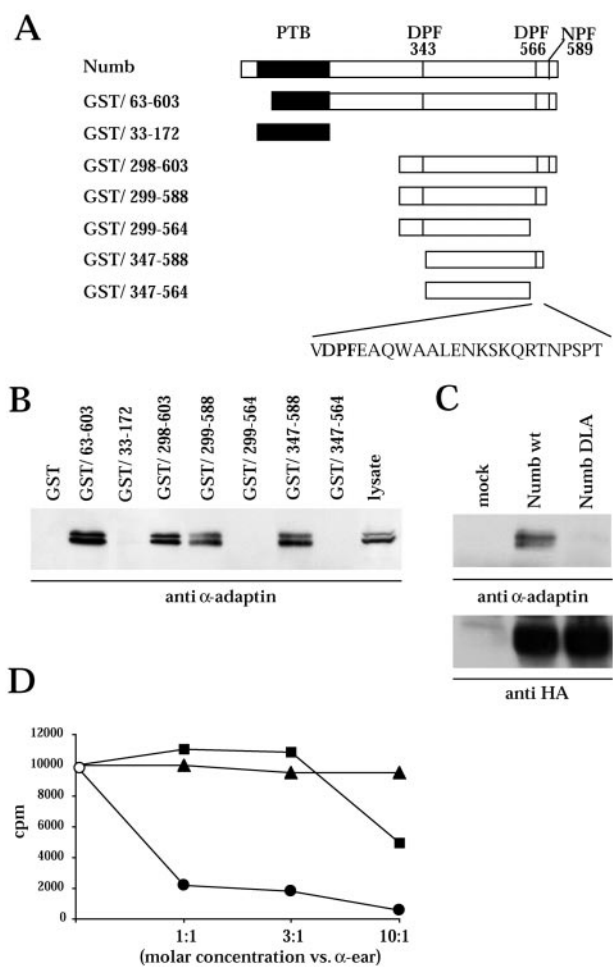 A
PTB
DPF
343
DPF
566
NPF
589
Numb
GST/ 63-603
GST/ 33-172
GST/ 298-603
GST/ 299-588
GST/ 299-564
GST/ 347-588
GST/ 347-564
VDPFEAQWAALENKSKQRTNPSPT
B
GST
GST/ 63-603
GST/ 33-172
GST/ 298-603
GST/ 299-588
GST/ 299-564
GST/ 347-588
GST/ 347-564
lysate
anti α-adaptin
C
mock
Numb wt
Numb DLA
anti α-adaptin
anti HA
D
12000
10000
8000
6000
4000
2000
0
cpm
1:1
3:1
10:1
(molar concentration vs. α-ear)